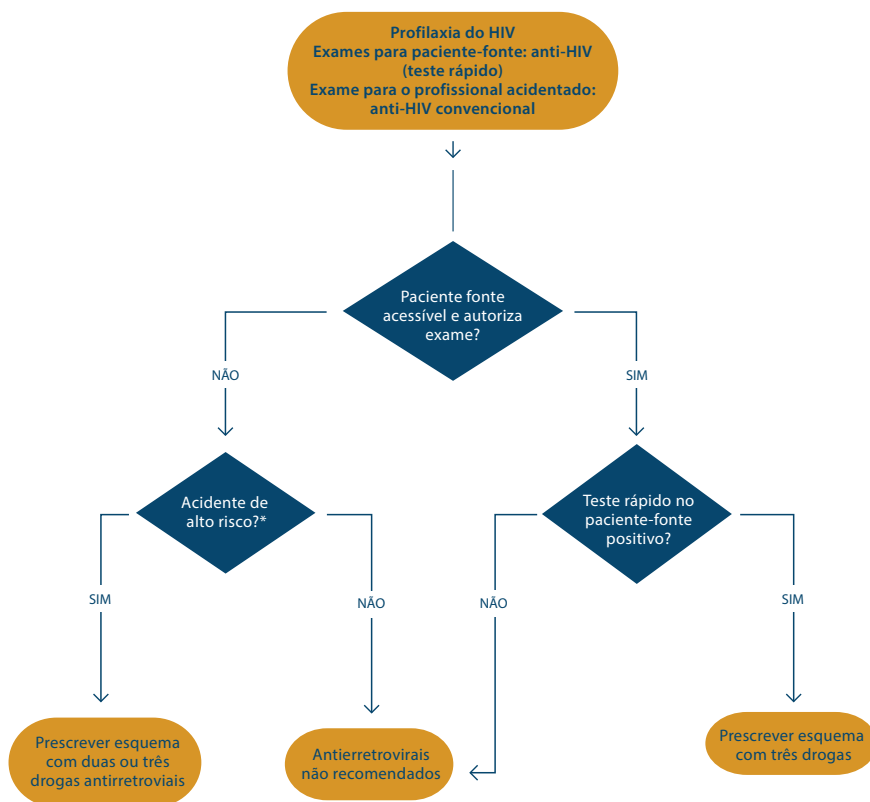 Profilaxia do HIV
Exames para paciente-fonte: anti-HIV
(teste rápido)
Exame para o profissional acidentado:
anti-HIV convencional
Paciente fonte
acessível e autoriza
exame?
NÃO
SIM
Acidente de
alto risco?*
Teste rápido no
paciente-fonte
positivo?
SIM
NÃO
NÃO
SIM
Prescrever esquema
com duas ou três
drogas antirretroviais
Antierretrovirais
não recomendados
Prescrever esquema
com três drogas